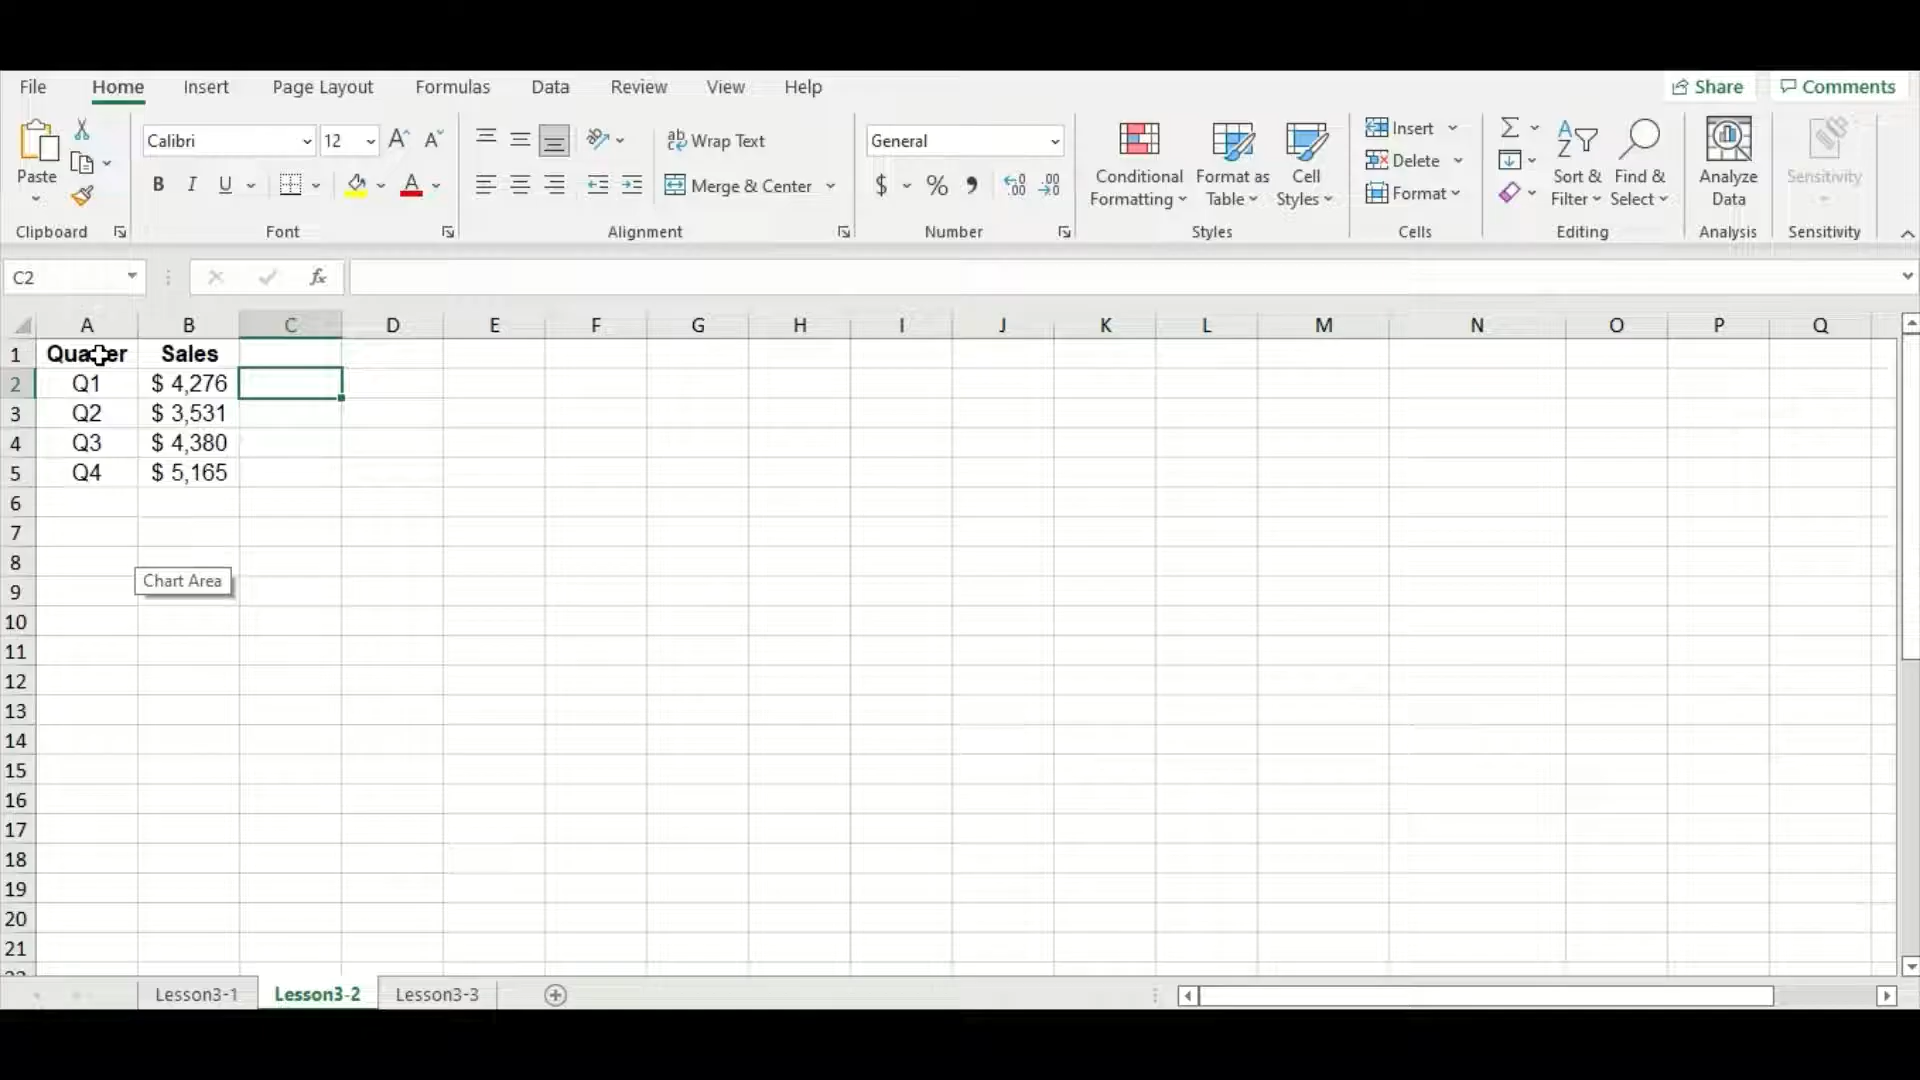 File Home Insert Page Layout Formulas Data Review View Help Share Comments
Calibri 12 Wrap Text General Insert
Paste Conditional Format as Cell Delete Sort & Find & Analyze Sensitivity
B I U A Merge & Center $ % Formatting Table Styles Format Filter Select Data
Clipboard Font Alignment Number Styles Cells Editing Analysis Sensitivity
C2 fx
A B C D E F G H I J K L M N O P Q
1 Quarter Sales
2 Q1 $ 4,276
3 Q2 $ 3,531
4 Q3 $ 4,380
5 Q4 $ 5,165
6
7
8
Chart Area
9
10
11
12
13
14
15
16
17
18
19
20
21
Lesson3-1 Lesson3-2 Lesson3-3